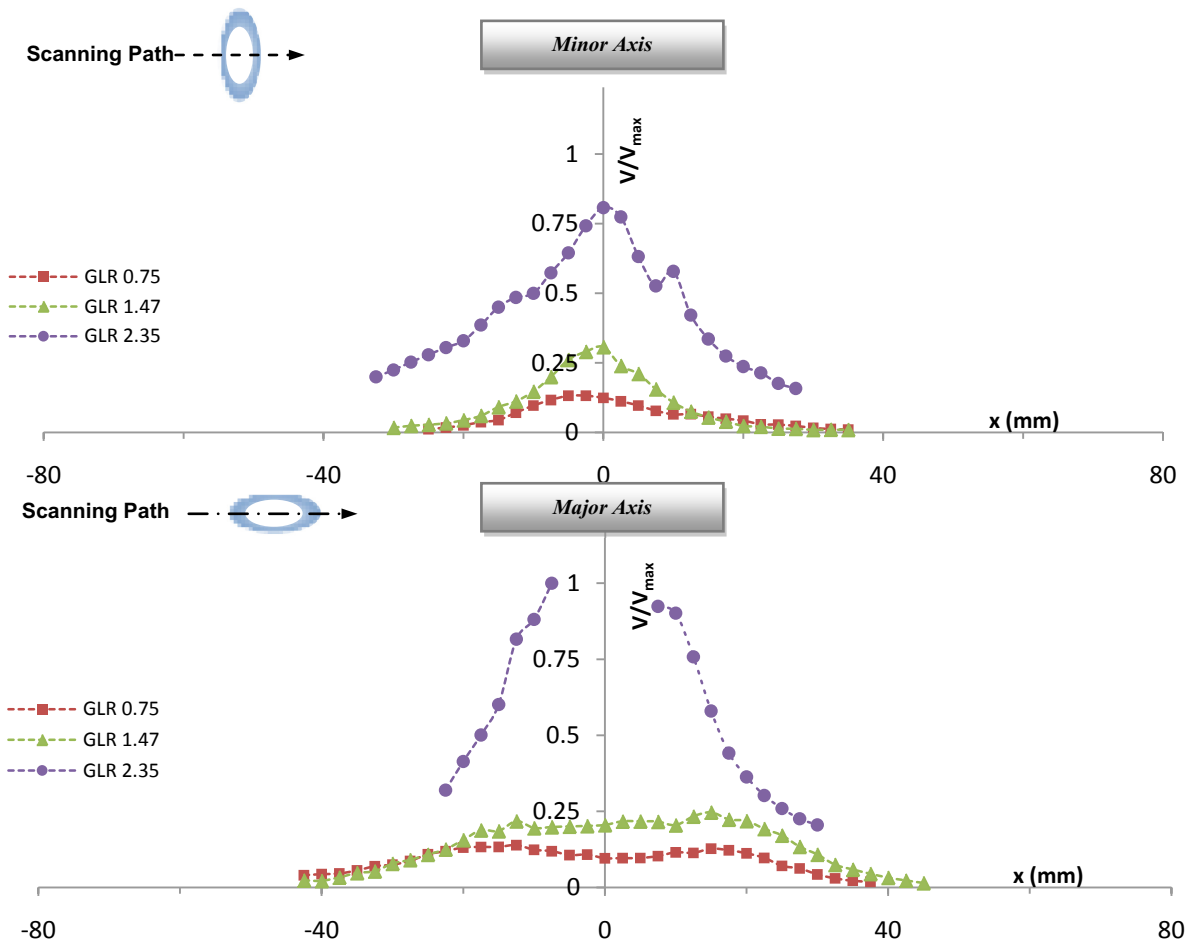 Scanning Path
Minor Axis
V/Vmax
1
0.75
0.5
0.25
0
GLR 0.75
GLR 1.47
GLR 2.35
x (mm)
-80
-40
0
40
80
Scanning Path
Major Axis
V/Vmax
1
0.75
0.5
0.25
0
GLR 0.75
GLR 1.47
GLR 2.35
x (mm)
-80
-40
0
40
80